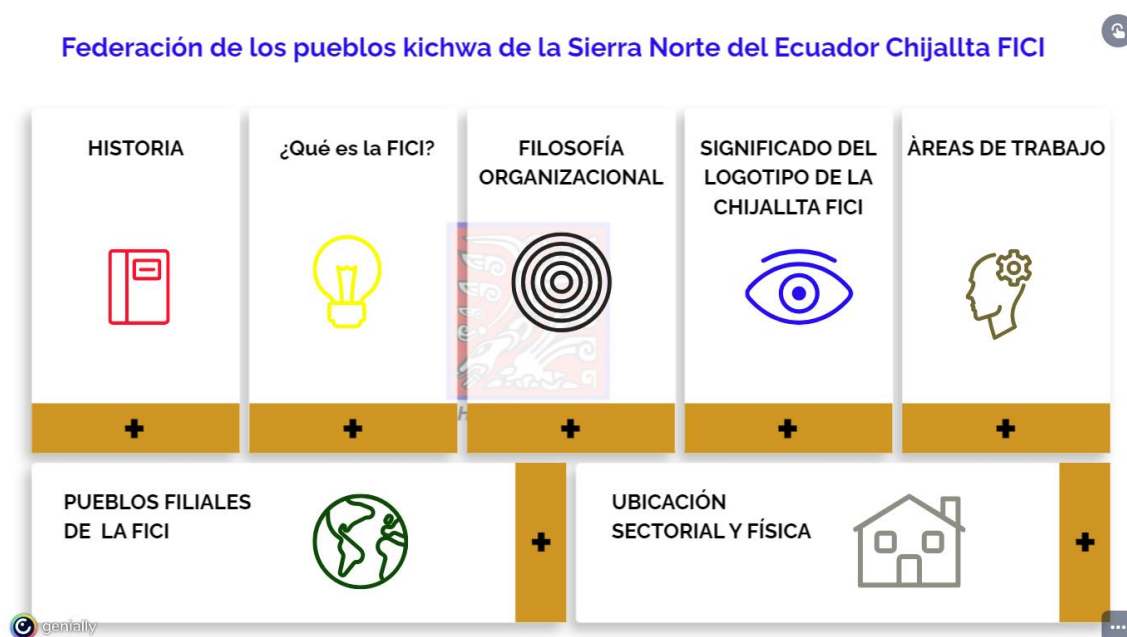 Federación de los pueblos kichwa de la Sierra Norte del Ecuador Chijallta FICI
HISTORIA
¿Qué es la FICI?
FILOSOFÍA
ORGANIZACIONAL
SIGNIFICADO DEL
LOGOTIPO DE LA
CHIJALLTA FICI
ÀREAS DE TRABAJO
PUEBLOS FILIALES
DE LA FICI
UBICACIÓN
SECTORIAL Y FÍSICA
genially